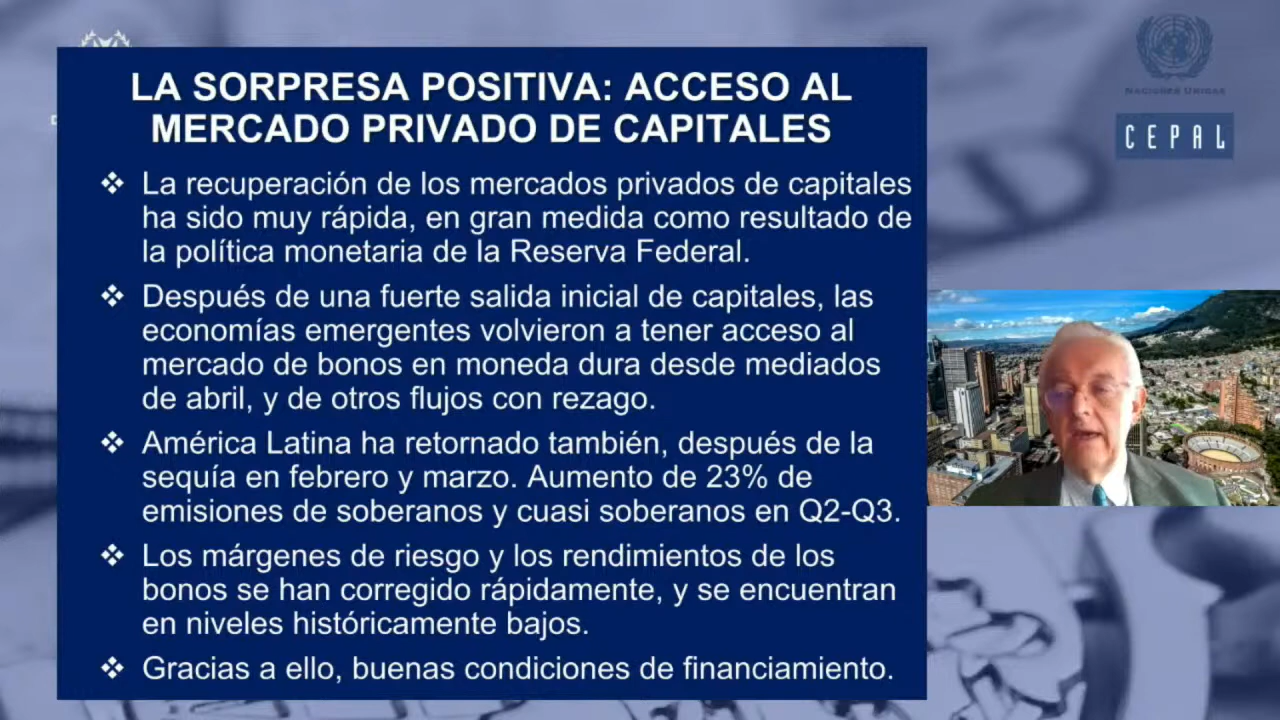 LA SORPRESA POSITIVA: ACCESO AL
MERCADO PRIVADO DE CAPITALES
❖ La recuperación de los mercados privados de capitales
ha sido muy rápida, en gran medida como resultado de
la política monetaria de la Reserva Federal.
❖ Después de una fuerte salida inicial de capitales, las
economías emergentes volvieron a tener acceso al
mercado de bonos en moneda dura desde mediados
de abril, y de otros flujos con rezago.
❖ América Latina ha retornado también, después de la
sequía en febrero y marzo. Aumento de 23% de
emisiones de soberanos y cuasi soberanos en Q2-Q3.
❖ Los márgenes de riesgo y los rendimientos de los
bonos se han corregido rápidamente, y se encuentran
en niveles históricamente bajos.
❖ Gracias a ello, buenas condiciones de financiamiento.
NACIONES UNIDAS
CEPAL